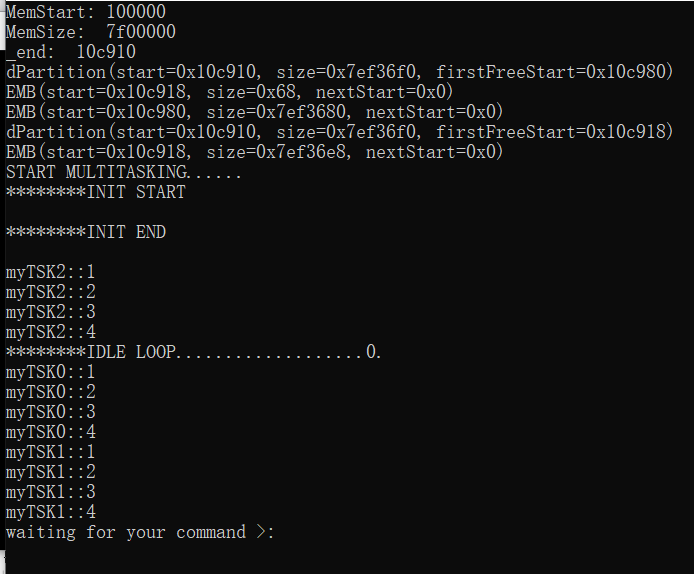 MemStart: 100000
MemSize:  7f00000
_end:  10c910
dPartition(start=0x10c910, size=0x7ef36f0, firstFreeStart=0x10c980)
EMB(start=0x10c918, size=0x68, nextStart=0x0)
EMB(start=0x10c980, size=0x7ef3680, nextStart=0x0)
dPartition(start=0x10c910, size=0x7ef36f0, firstFreeStart=0x10c918)
EMB(start=0x10c918, size=0x7ef36e8, nextStart=0x0)
START MULTITASKING......
********INIT START
********INIT END
myTSK2::1
myTSK2::2
myTSK2::3
myTSK2::4
********IDLE LOOP...................0.
myTSK0::1
myTSK0::2
myTSK0::3
myTSK0::4
myTSK1::1
myTSK1::2
myTSK1::3
myTSK1::4
waiting for your command >: